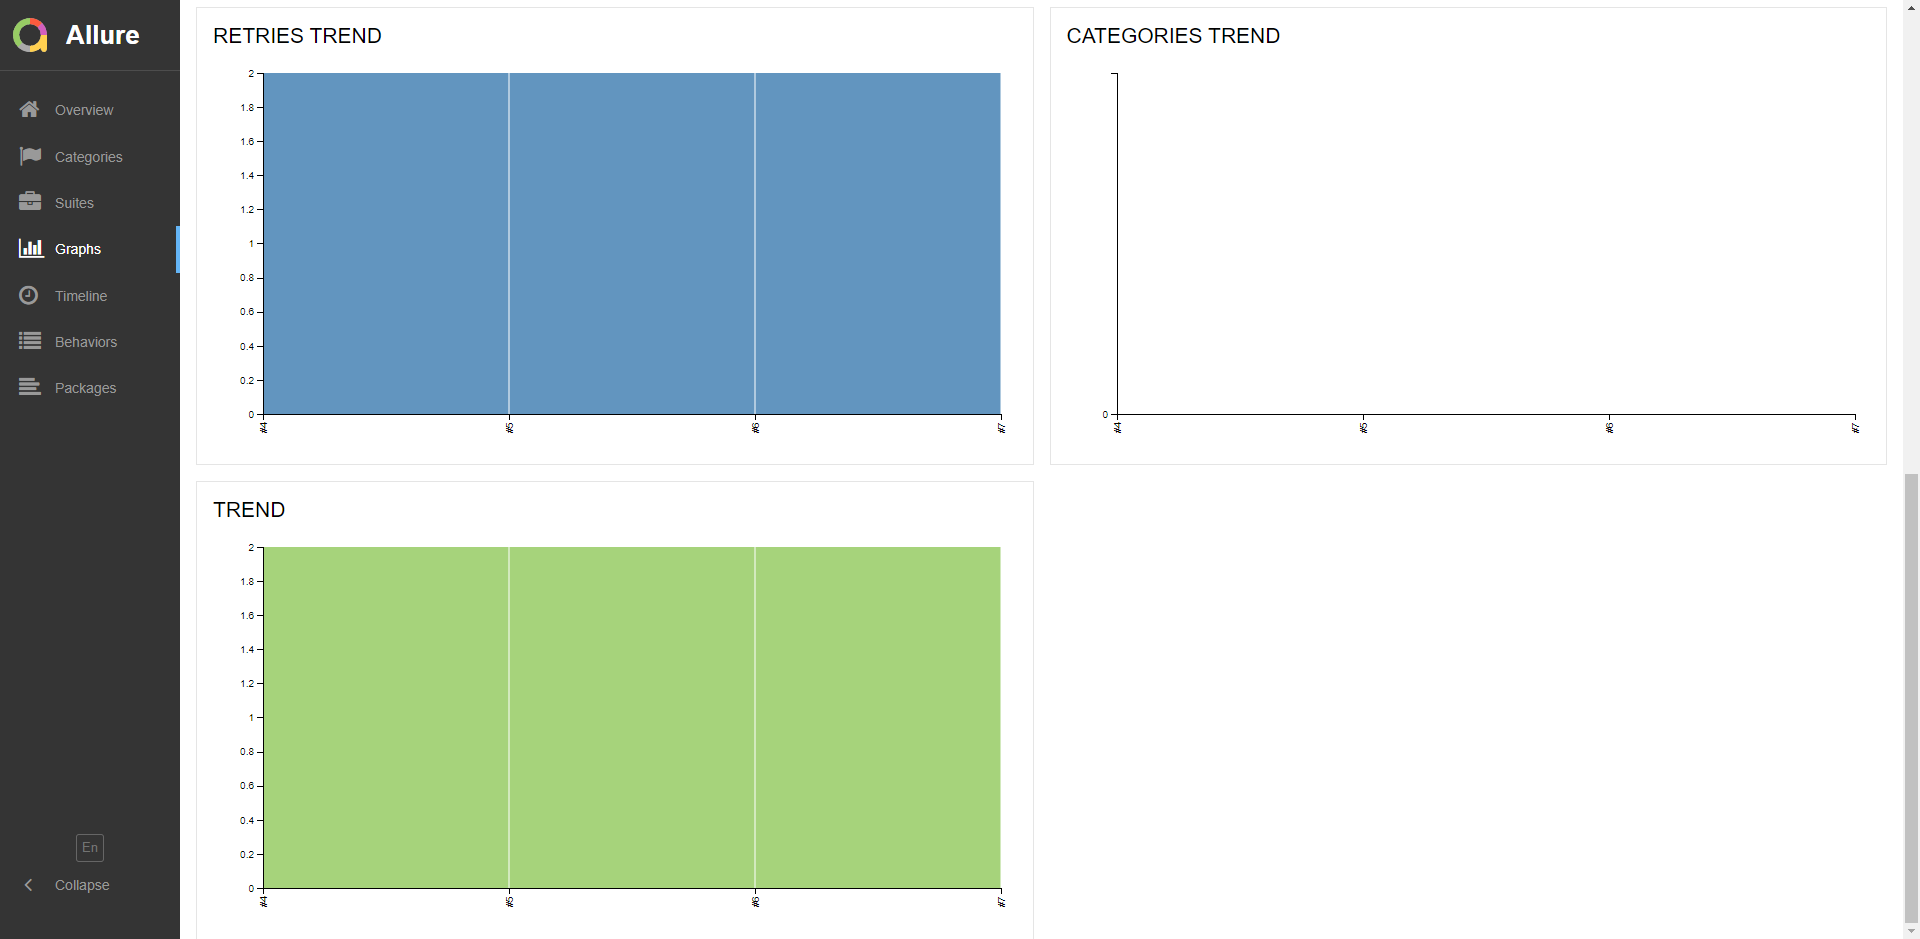 Allure
Overview
Categories
Suites
Graphs
Timeline
Behaviors
Packages
En
Collapse
RETRIES TREND
2
1.8
1.6
1.4
1.2
1
0.8
0.6
0.4
0.2
0
#4
#5
#6
#7
CATEGORIES TREND
0
#4
#5
#6
#7
TREND
2
1.8
1.6
1.4
1.2
1
0.8
0.6
0.4
0.2
0
#4
#5
#6
#7